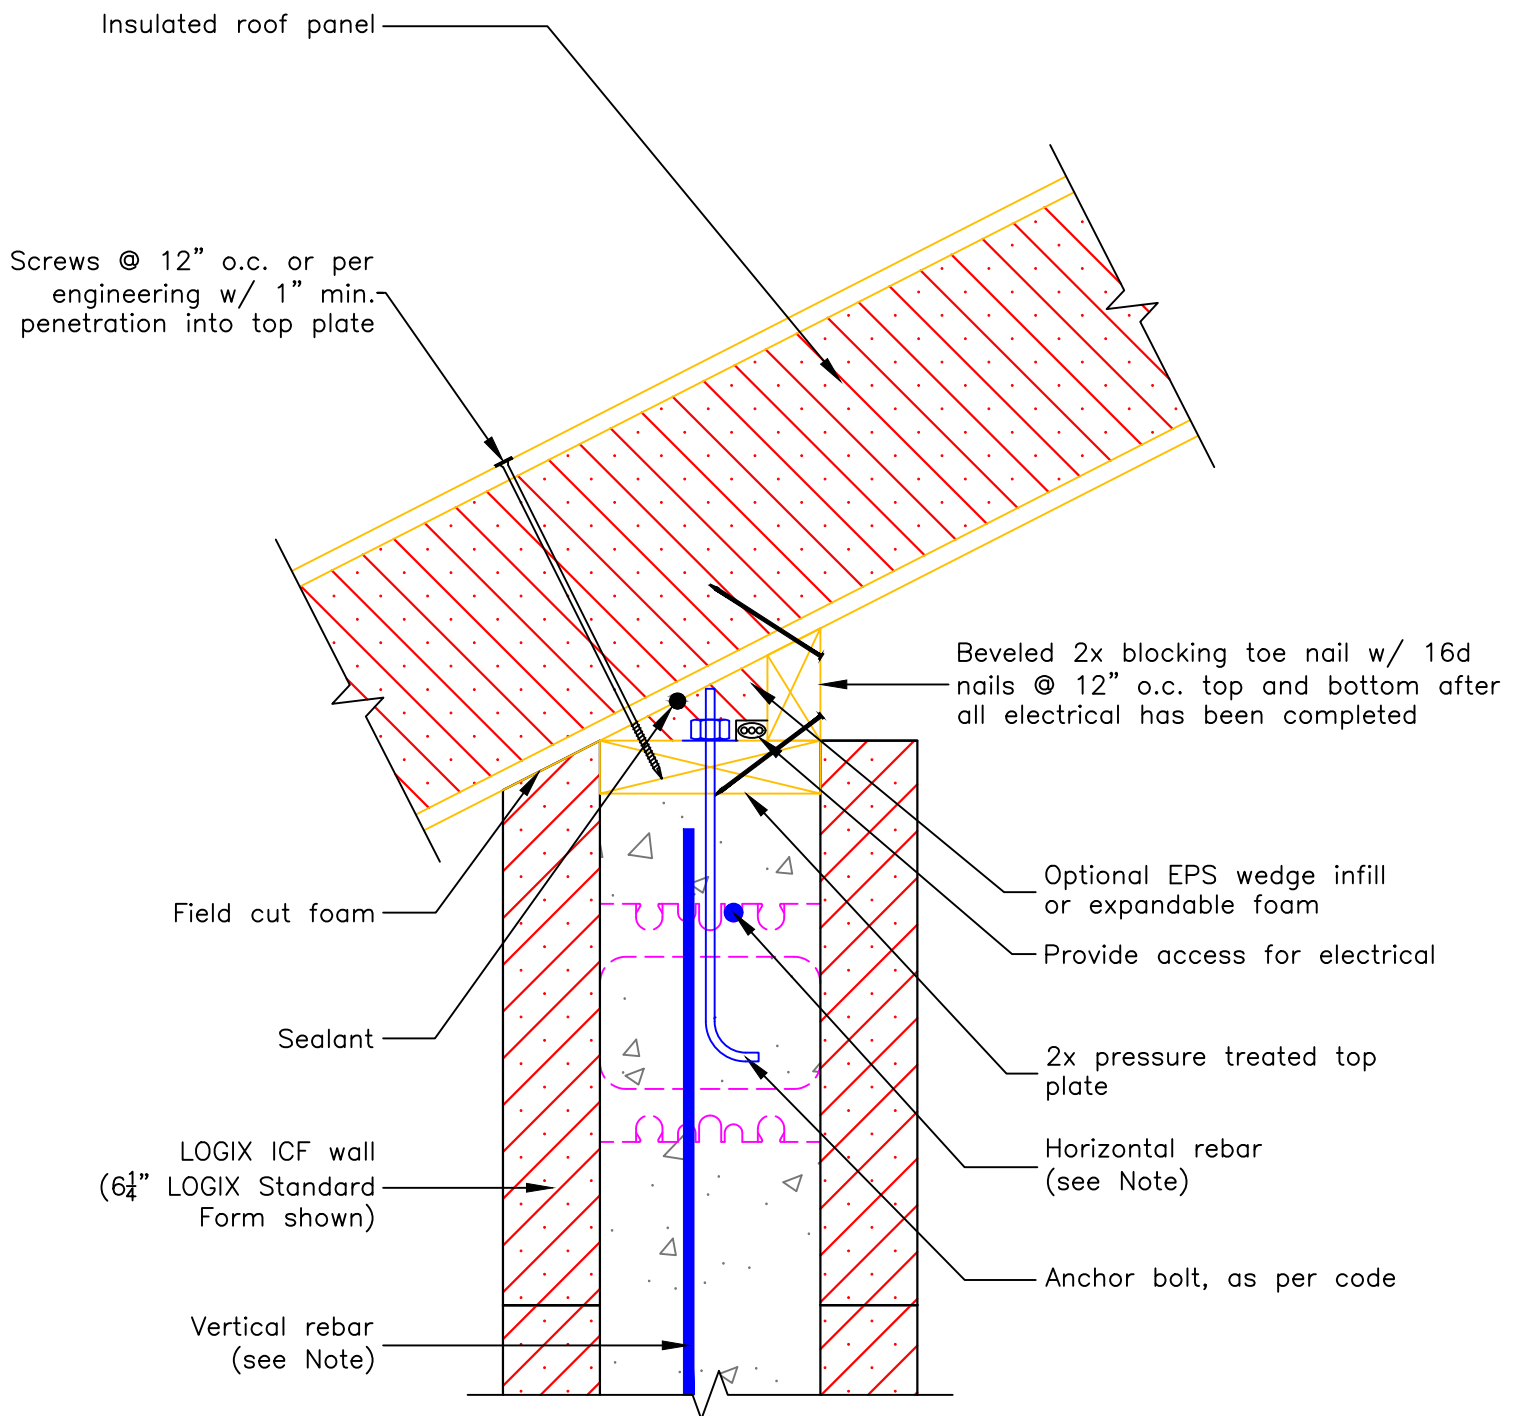 Insulated roof panel
Screws @ 12” o.c. or per
engineering w/ 1” min.
penetration into top plate
Beveled 2x blocking toe nail w/ 16d
nails @ 12” o.c. top and bottom after
all electrical has been completed
Field cut foam
Optional EPS wedge infill
or expandable foam
Provide access for electrical
Sealant
2x pressure treated top
plate
LOGIX ICF wall
(6¼” LOGIX Standard
Form shown)
Horizontal rebar
(see Note)
Anchor bolt, as per code
Vertical rebar
(see Note)